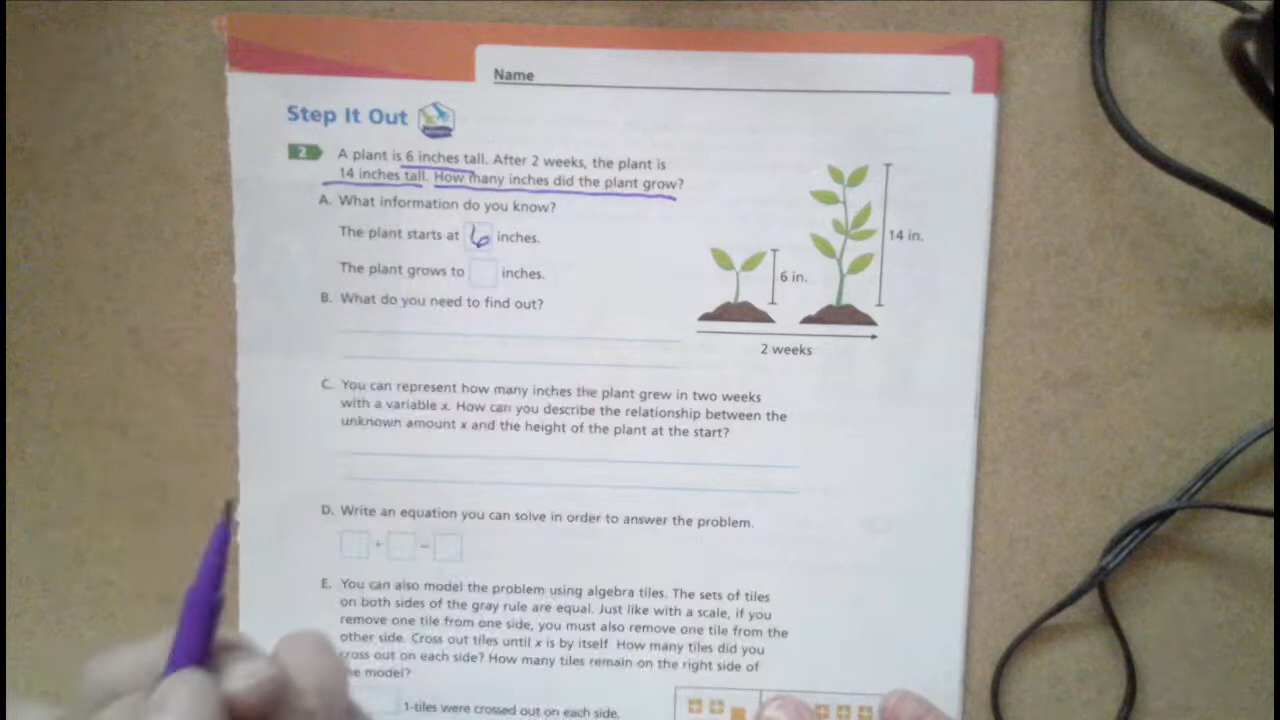 Name
Step It Out
2 A plant is 6 inches tall. After 2 weeks, the plant is
14 inches tall. How many inches did the plant grow?
A. What information do you know?
The plant starts at 6 inches.
The plant grows to inches.
B. What do you need to find out?
6 in.
14 in.
2 weeks
C. You can represent how many inches the plant grew in two weeks
with a variable x. How can you describe the relationship between the
unknown amount x and the height of the plant at the start?
D. Write an equation you can solve in order to answer the problem.
+ =
E. You can also model the problem using algebra tiles. The sets of tiles
on both sides of the gray rule are equal. Just like with a scale, if you
remove one tile from one side, you must also remove one tile from the
other side. Cross out tiles until x is by itself. How many tiles did you
cross out on each side? How many tiles remain on the right side of
model?
1-tiles were crossed out on each side.
+ +
+ + +